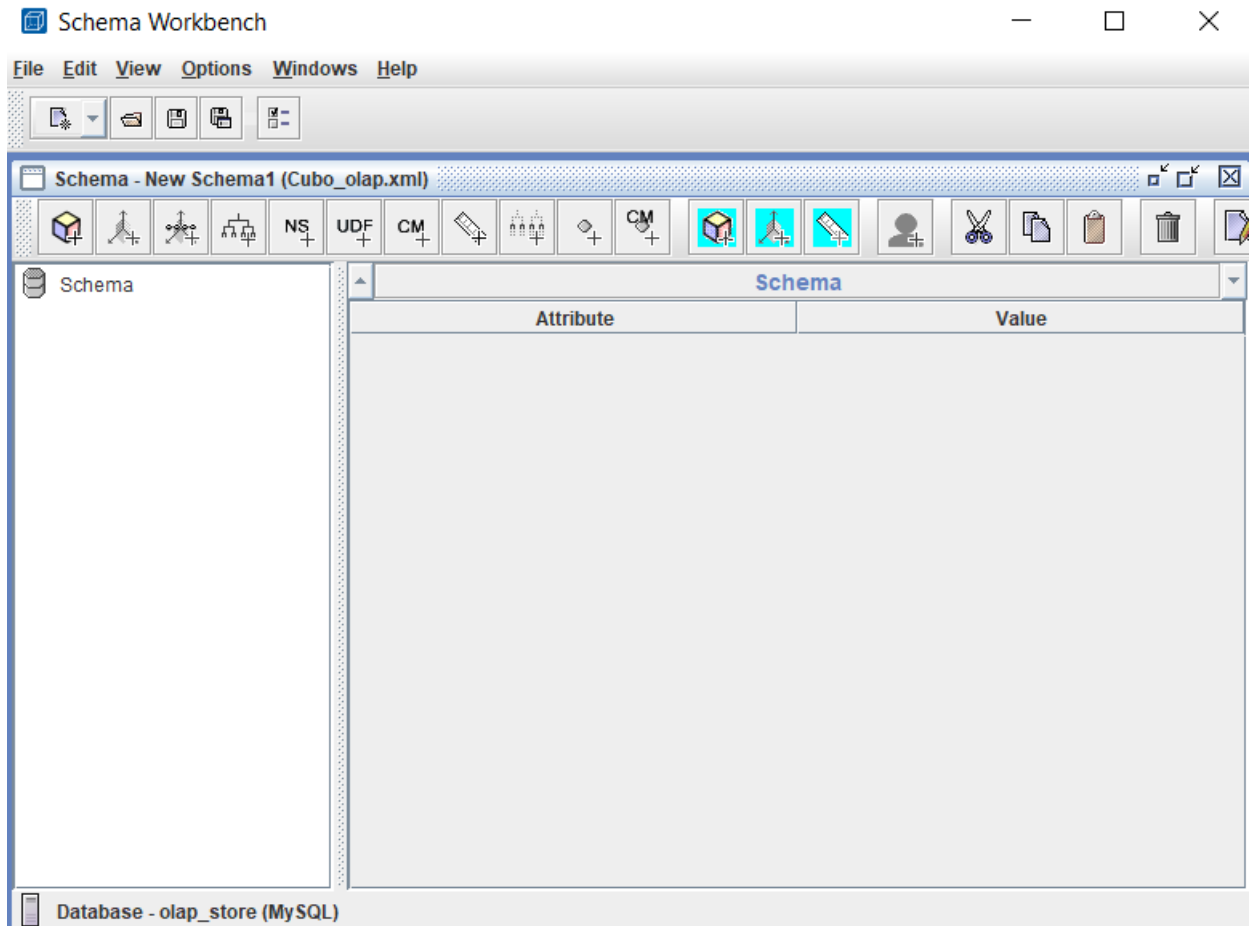 Schema Workbench
File Edit View Options Windows Help
Schema - New Schema1 (Cubo_olap.xml)
NS UDF CM CM
Schema
Schema
Attribute Value
Database - olap_store (MySQL)